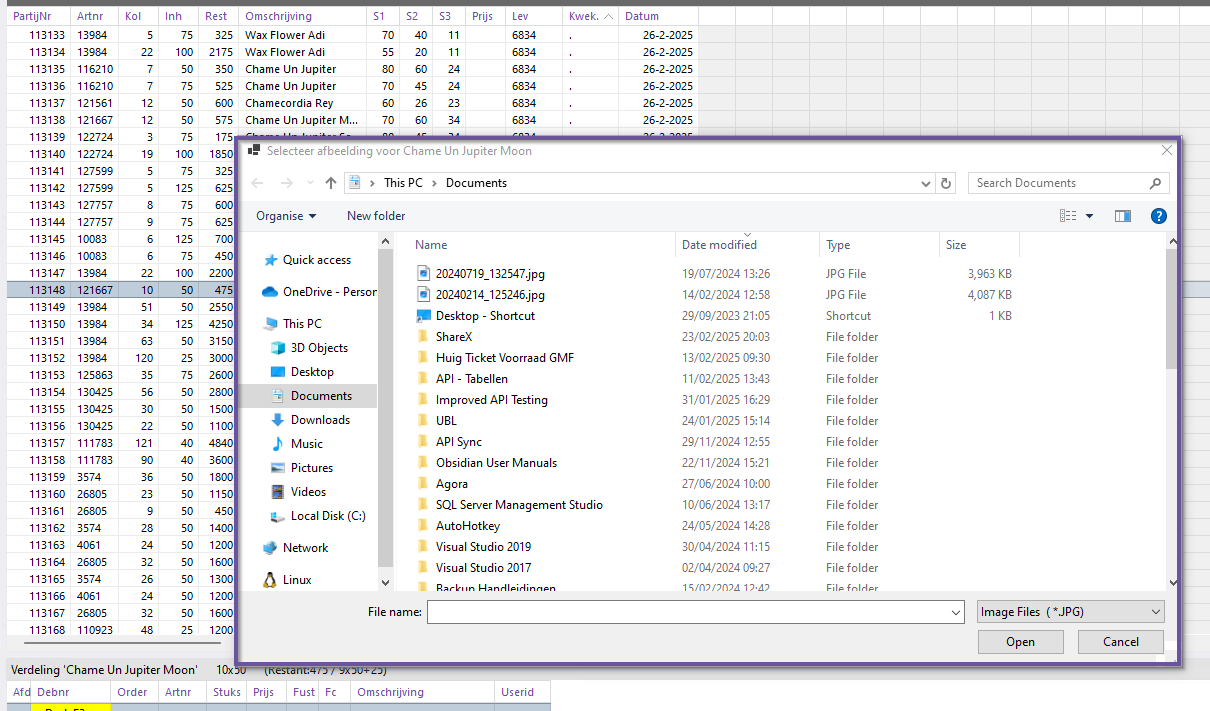 PartijNr Artnr Kol Inh Rest Omschrijving S1 S2 S3 Prijs Lev Kwek. Datum
113133 13984 5 75 325 Wax Flower Adi 70 40 11 6834 . 26-2-2025
113134 13984 22 100 2175 Wax Flower Adi 55 20 11 6834 . 26-2-2025
113135 116210 7 50 350 Chame Un Jupiter 80 60 24 6834 . 26-2-2025
113136 116210 7 75 525 Chame Un Jupiter 70 45 24 6834 . 26-2-2025
113137 121561 12 50 600 Chamecordia Rey 60 26 23 6834 . 26-2-2025
113138 121667 12 50 575 Chame Un Jupiter M... 70 60 34 6834 . 26-2-2025
113139 122724 3 75 175
113140 122724 19 100 1850
113141 127599 5 75 325
113142 127599 5 125 625
113143 127757 8 75 600
113144 127757 9 75 625
113145 10083 6 125 700
113146 10083 6 75 450
113147 13984 22 100 2200
113148 121667 10 50 475
113149 13984 51 50 2550
113150 13984 34 125 4250
113151 13984 63 50 3150
113152 13984 120 25 3000
113153 125863 35 75 2600
113154 130425 56 50 2800
113155 130425 30 50 1500
113156 130425 22 50 1100
113157 111783 121 40 4840
113158 111783 90 40 3600
113159 3574 36 50 1800
113160 26805 23 50 1150
113161 26805 9 50 450
113162 3574 28 50 1400
113163 4061 24 50 1200
113164 26805 32 50 1600
113165 3574 26 50 1300
113166 4061 24 50 1200
113167 26805 32 50 1600
113168 110923 48 25 1200
Selecteer afbeelding voor Chame Un Jupiter Moon
This PC > Documents
Search Documents
Organise New folder
Quick access
OneDrive - Person
This PC
3D Objects
Desktop
Documents
Downloads
Music
Pictures
Videos
Local Disk (C:)
Network
Linux
Name Date modified Type Size
20240719_132547.jpg 19/07/2024 13:26 JPG File 3,963 KB
20240214_125246.jpg 14/02/2024 12:58 JPG File 4,087 KB
Desktop - Shortcut 29/09/2023 21:05 Shortcut 1 KB
ShareX 23/02/2025 20:03 File folder
Huig Ticket Voorraad GMF 13/02/2025 09:30 File folder
API - Tabellen 11/02/2025 13:43 File folder
Improved API Testing 31/01/2025 16:29 File folder
UBL 24/01/2025 15:14 File folder
API Sync 29/11/2024 12:55 File folder
Obsidian User Manuals 22/11/2024 15:21 File folder
Agora 27/06/2024 10:00 File folder
SQL Server Management Studio 10/06/2024 13:17 File folder
AutoHotkey 24/05/2024 14:28 File folder
Visual Studio 2019 30/04/2024 11:15 File folder
Visual Studio 2017 02/04/2024 09:27 File folder
Backup Handleidingen 15/02/2024 12:42 File folder
File name:
Image Files ( *.JPG)
Open Cancel
Verdeling 'Chame Un Jupiter Moon' 10x50 (Restant:475 / 9x50+25)
Afd Debnr Order Artnr Stuks Prijs Fust Fc Omschrijving Userid